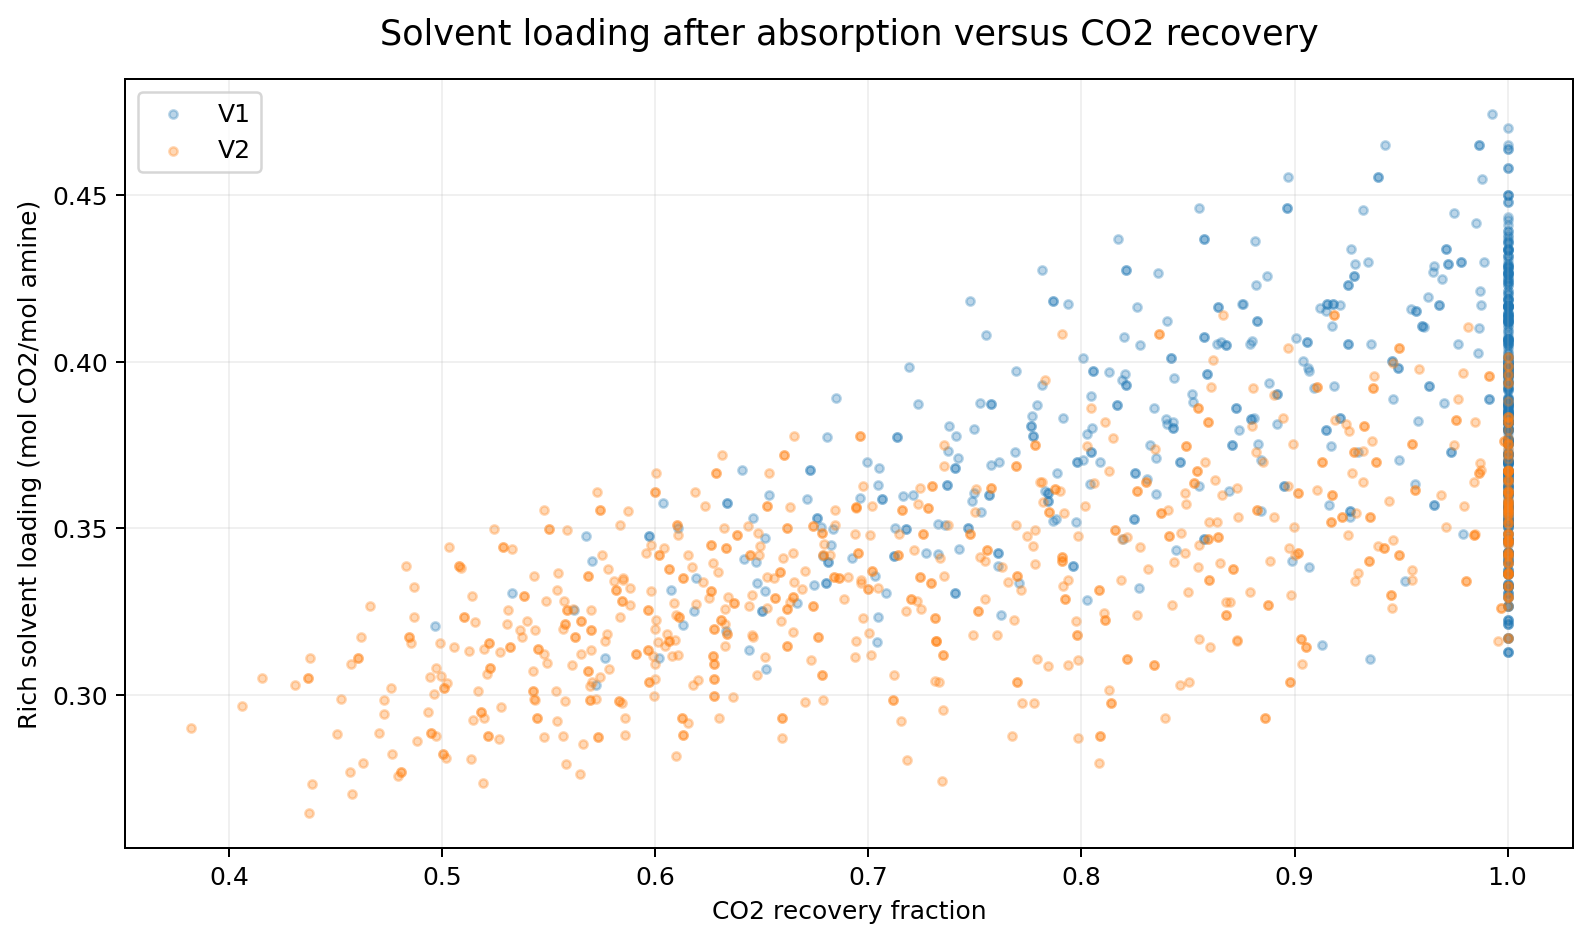 Solvent loading after absorption versus CO2 recovery
V1
V2
Rich solvent loading (mol CO2/mol amine)
0.45
0.40
0.35
0.30
0.4 0.5 0.6 0.7 0.8 0.9 1.0
CO2 recovery fraction